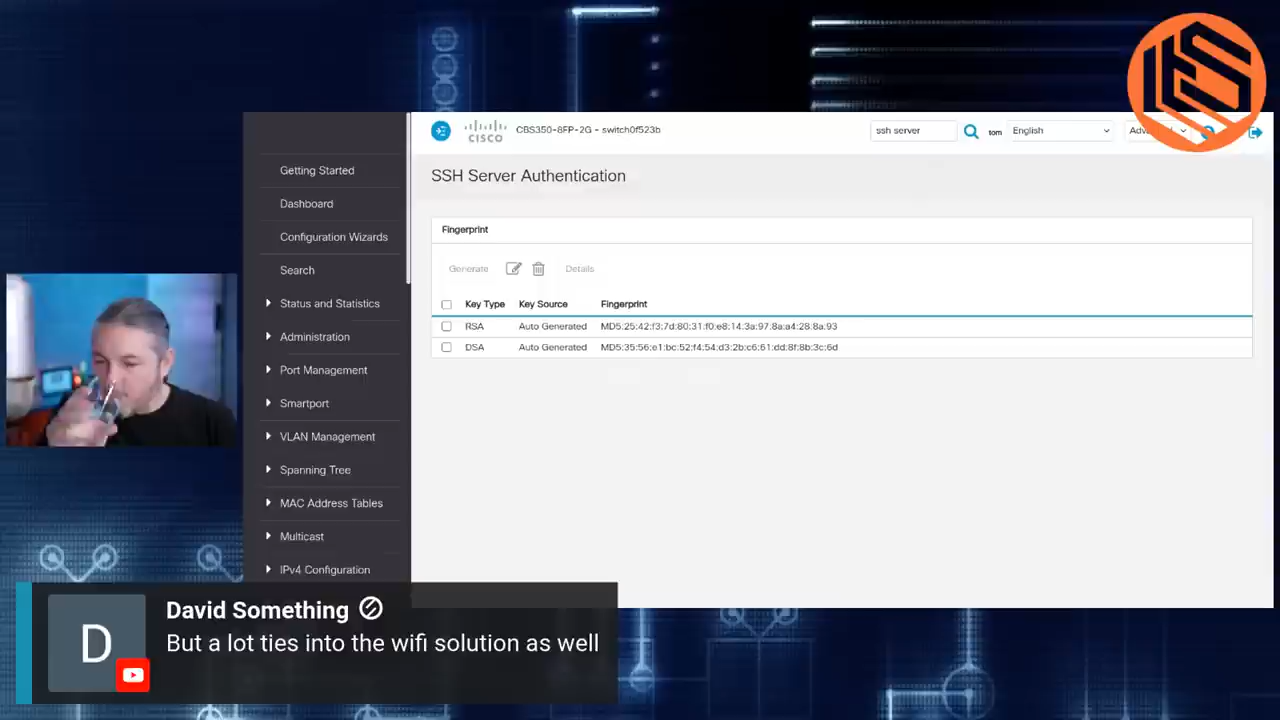 CISCO
CBS350-8FP-2G - switch0f523b
ssh server
tom
English
SSH Server Authentication
Fingerprint
Generate
Details
Key Type Key Source Fingerprint
RSA Auto Generated MD5:25:42:f3:7d:80:31:f0:e8:14:3a:97:8a:a4:28:8a:93
DSA Auto Generated MD5:35:56:e1:bc:52:f4:54:d3:2b:c6:61:dd:8f:8b:3c:6d
Getting Started
Dashboard
Configuration Wizards
Search
Status and Statistics
Administration
Port Management
Smartport
VLAN Management
Spanning Tree
MAC Address Tables
Multicast
IPv4 Configuration
D
David Something
But a lot ties into the wifi solution as well